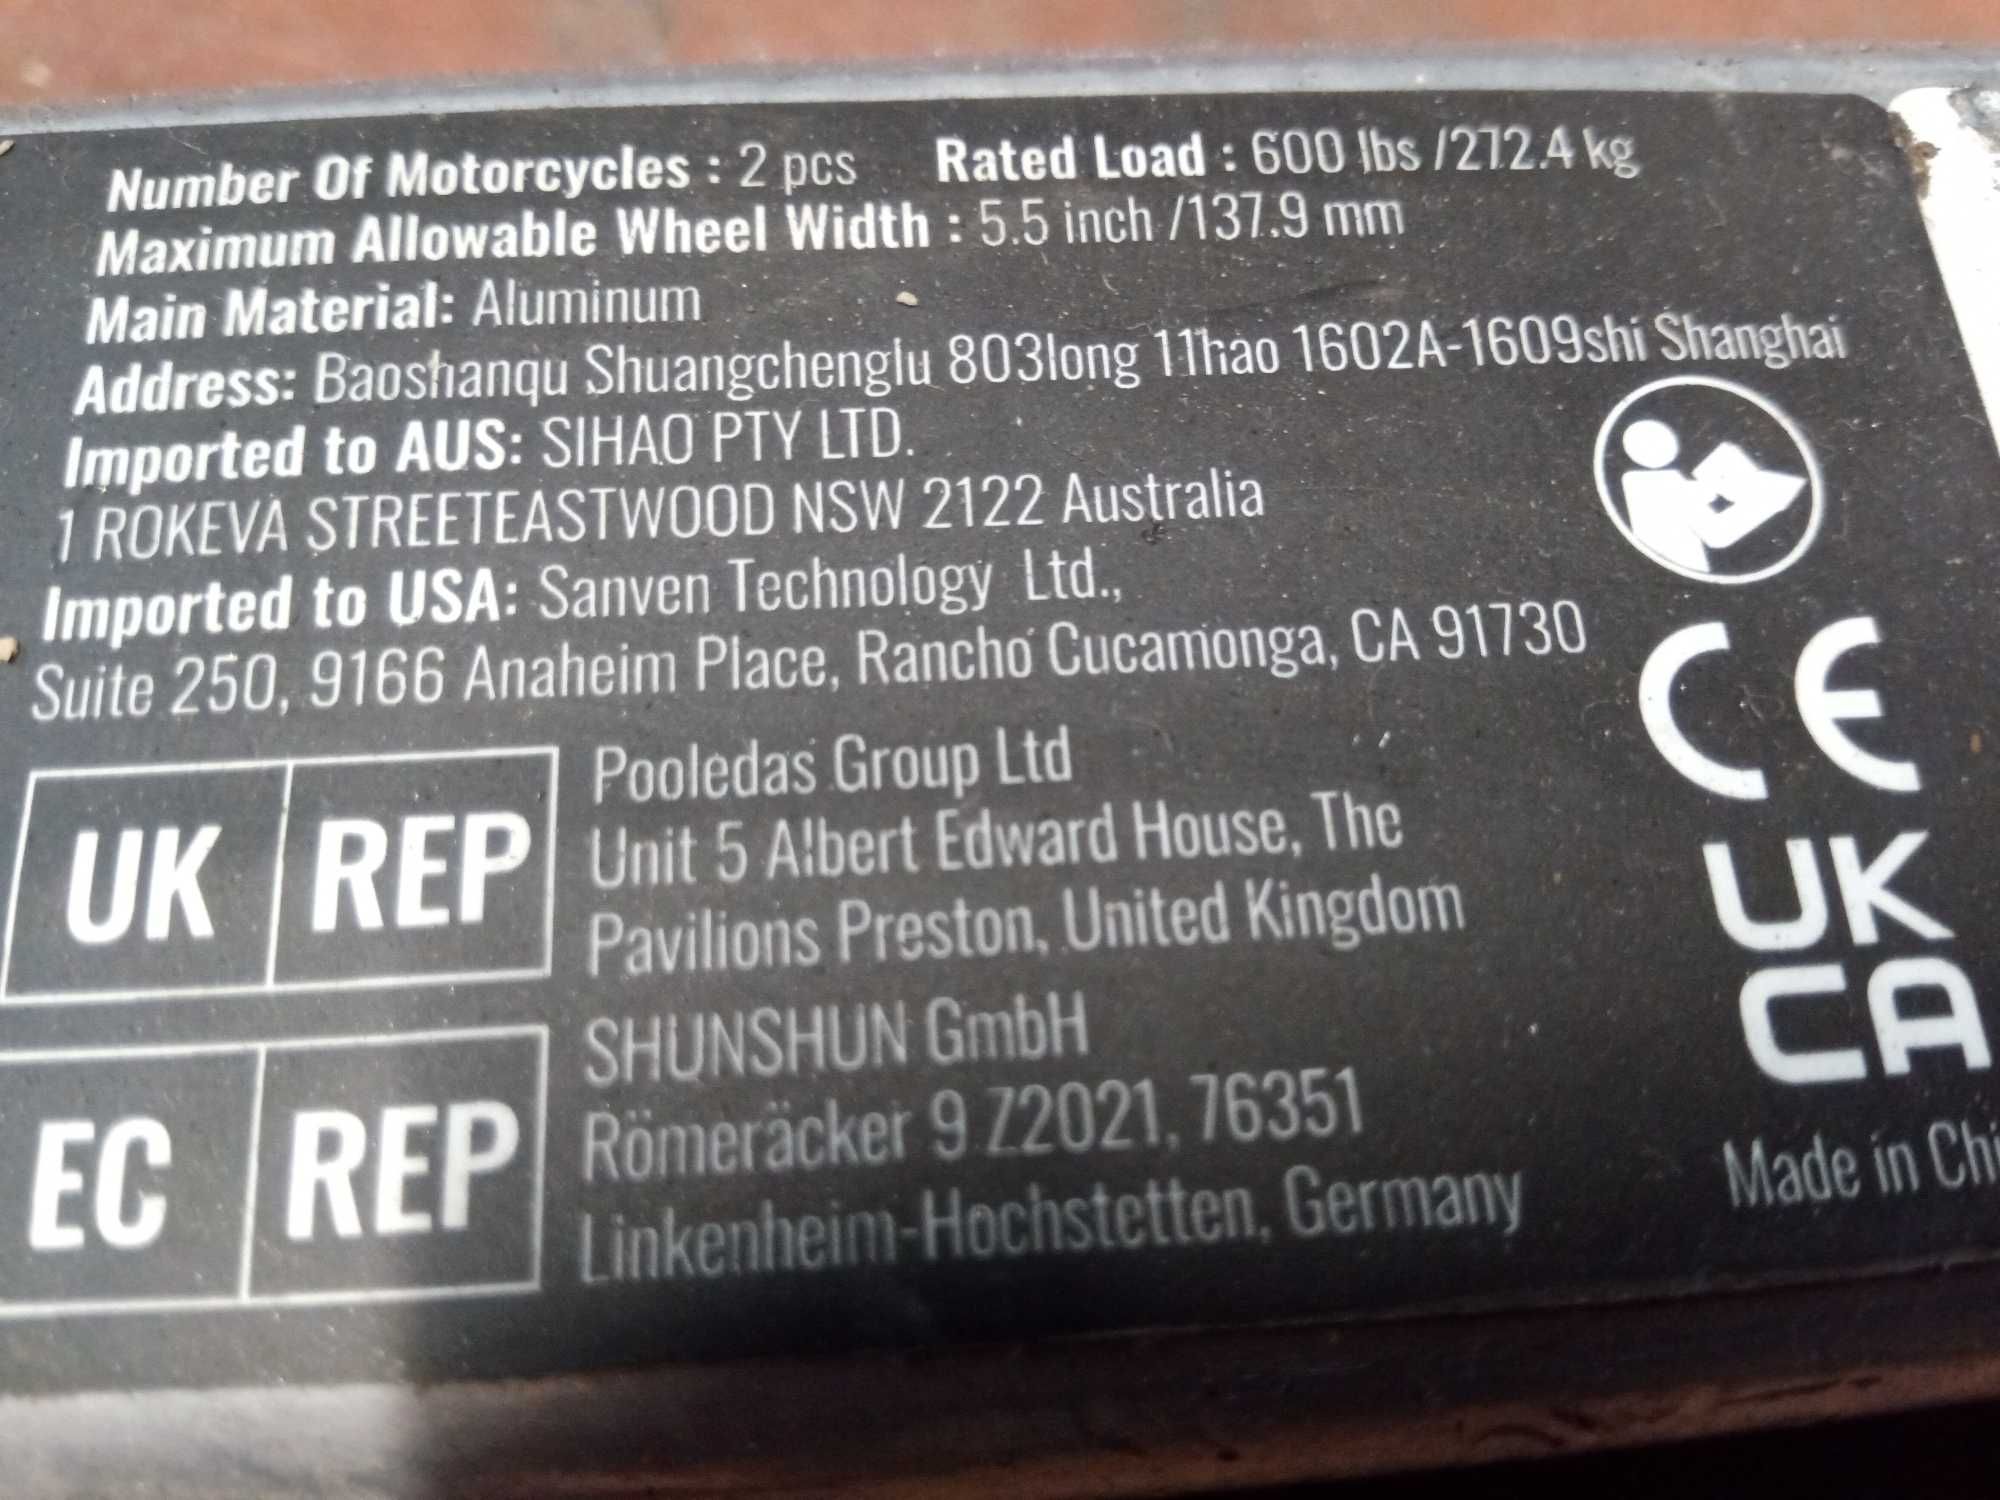 Number Of Motorcycles : 2 pcs Rated Load : 600 lbs /272.4 kg
Maximum Allowable Wheel Width : 5.5 inch /137.9 mm
Main Material: Aluminum
Address: Baoshanqu Shuangchenglu 803long 11hao 1602A-1609shi Shanghai
Imported to AUS: SIHAO PTY LTD.
1 ROKEVA STREETEASTWOOD NSW 2122 Australia
Imported to USA: Sanven Technology Ltd.,
Suite 250, 9166 Anaheim Place, Rancho Cucamonga, CA 91730
UK REP
Pooledas Group Ltd
Unit 5 Albert Edward House, The
Pavilions Preston, United Kingdom
EC REP
SHUNSHUN GmbH
Römeräcker 9 Z2021, 76351
Linkenheim-Hochstetten, Germany
CE
UK
CA
Made in Chi